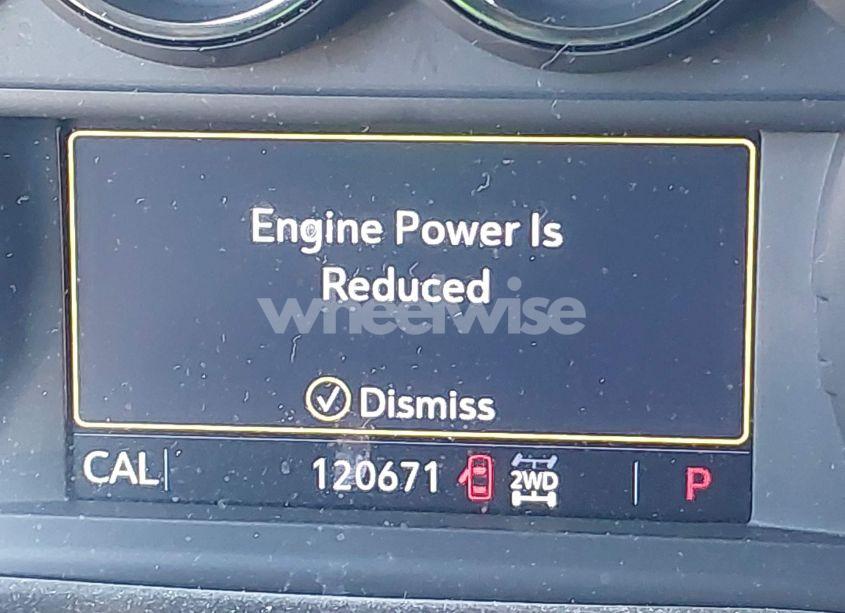 Engine Power Is
Reduced
wheelwise
Dismiss
CAL 120671 2WD P